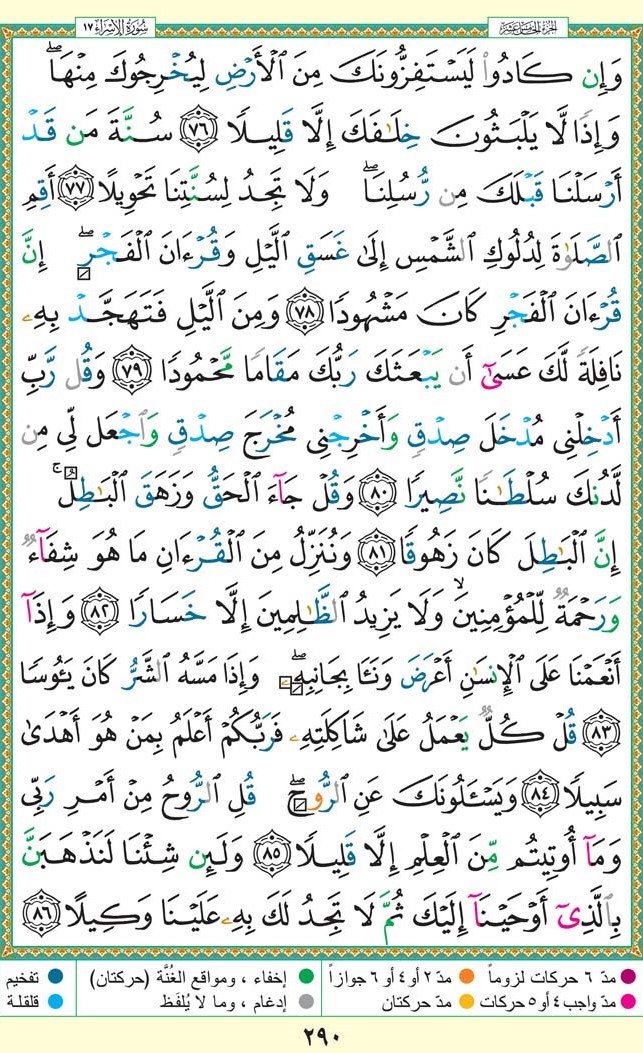 الجزء الخامس عشر سورة الإسراء ١٧
وَإِن كَادُوا۟ لَيَسْتَفِزُّونَكَ مِنَ ٱلْأَرْضِ لِيُخْرِجُوكَ مِنْهَا ۖ
وَإِذًا لَّا يَلْبَثُونَ خِلَـٰفَكَ إِلَّا قَلِيلًا ٧٦ سُنَّةَ مَن قَدْ
أَرْسَلْنَا قَبْلَكَ مِن رُّسُلِنَا ۖ وَلَا تَجِدُ لِسُنَّتِنَا تَحْوِيلًا ٧٧ أَقِمِ
ٱلصَّلَوٰةَ لِدُلُوكِ ٱلشَّمْسِ إِلَىٰ غَسَقِ ٱلَّيْلِ وَقُرْءَانَ ٱلْفَجْرِ ۖ إِنَّ
قُرْءَانَ ٱلْفَجْرِ كَانَ مَشْهُودًا ٧٨ وَمِنَ ٱلَّيْلِ فَتَهَجَّدْ بِهِۦ
نَافِلَةً لَّكَ عَسَىٰٓ أَن يَبْعَثَكَ رَبُّكَ مَقَامًا مَّحْمُودًا ٧٩ وَقُل رَّبِّ
أَدْخِلْنِى مُدْخَلَ صِدْقٍ وَأَخْرِجْنِى مُخْرَجَ صِدْقٍ وَٱجْعَل لِّى مِن
لَّدُنكَ سُلْطَـٰنًا نَّصِيرًا ٨٠ وَقُلْ جَآءَ ٱلْحَقُّ وَزَهَقَ ٱلْبَـٰطِلُ ۚ
إِنَّ ٱلْبَـٰطِلَ كَانَ زَهُوقًا ٨١ وَنُنَزِّلُ مِنَ ٱلْقُرْءَانِ مَا هُوَ شِفَآءٌ
وَرَحْمَةٌ لِّلْمُؤْمِنِينَ ۙ وَلَا يَزِيدُ ٱلظَّـٰلِمِينَ إِلَّا خَسَارًا ٨٢ وَإِذَآ
أَنْعَمْنَا عَلَى ٱلْإِنسَـٰنِ أَعْرَضَ وَنَـَٔا بِجَانِبِهِۦ ۖ وَإِذَا مَسَّهُ ٱلشَّرُّ كَانَ يَـُٔوسًا
٨٣ قُلْ كُلٌّ يَعْمَلُ عَلَىٰ شَاكِلَتِهِۦ فَرَبُّكُمْ أَعْلَمُ بِمَنْ هُوَ أَهْدَىٰ
سَبِيلًا ٨٤ وَيَسْـَٔلُونَكَ عَنِ ٱلرُّوحِ ۖ قُلِ ٱلرُّوحُ مِنْ أَمْرِ رَبِّى
وَمَآ أُوتِيتُم مِّنَ ٱلْعِلْمِ إِلَّا قَلِيلًا ٨٥ وَلَئِن شِئْنَا لَنَذْهَبَنَّ
بِٱلَّذِىٓ أَوْحَيْنَآ إِلَيْكَ ثُمَّ لَا تَجِدُ لَكَ بِهِۦ عَلَيْنَا وَكِيلًا ٨٦
مدّ ٦ حركات لزوماً مدّ ٢ أو ٤ أو ٦ جوازاً إخفاء ، ومواقع الغُنَّة (حركتان) تفخيم
مدّ واجب ٤ أو ٥ حركات مدّ حركتان إدغام ، وما لا يُلفَظ قلقلة
٢٩٠